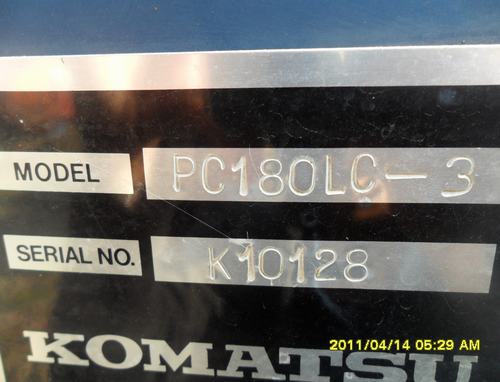 MODEL PC180LC-3
SERIAL NO. K10128
KOMATSU
2011/04/14 05:29 AM